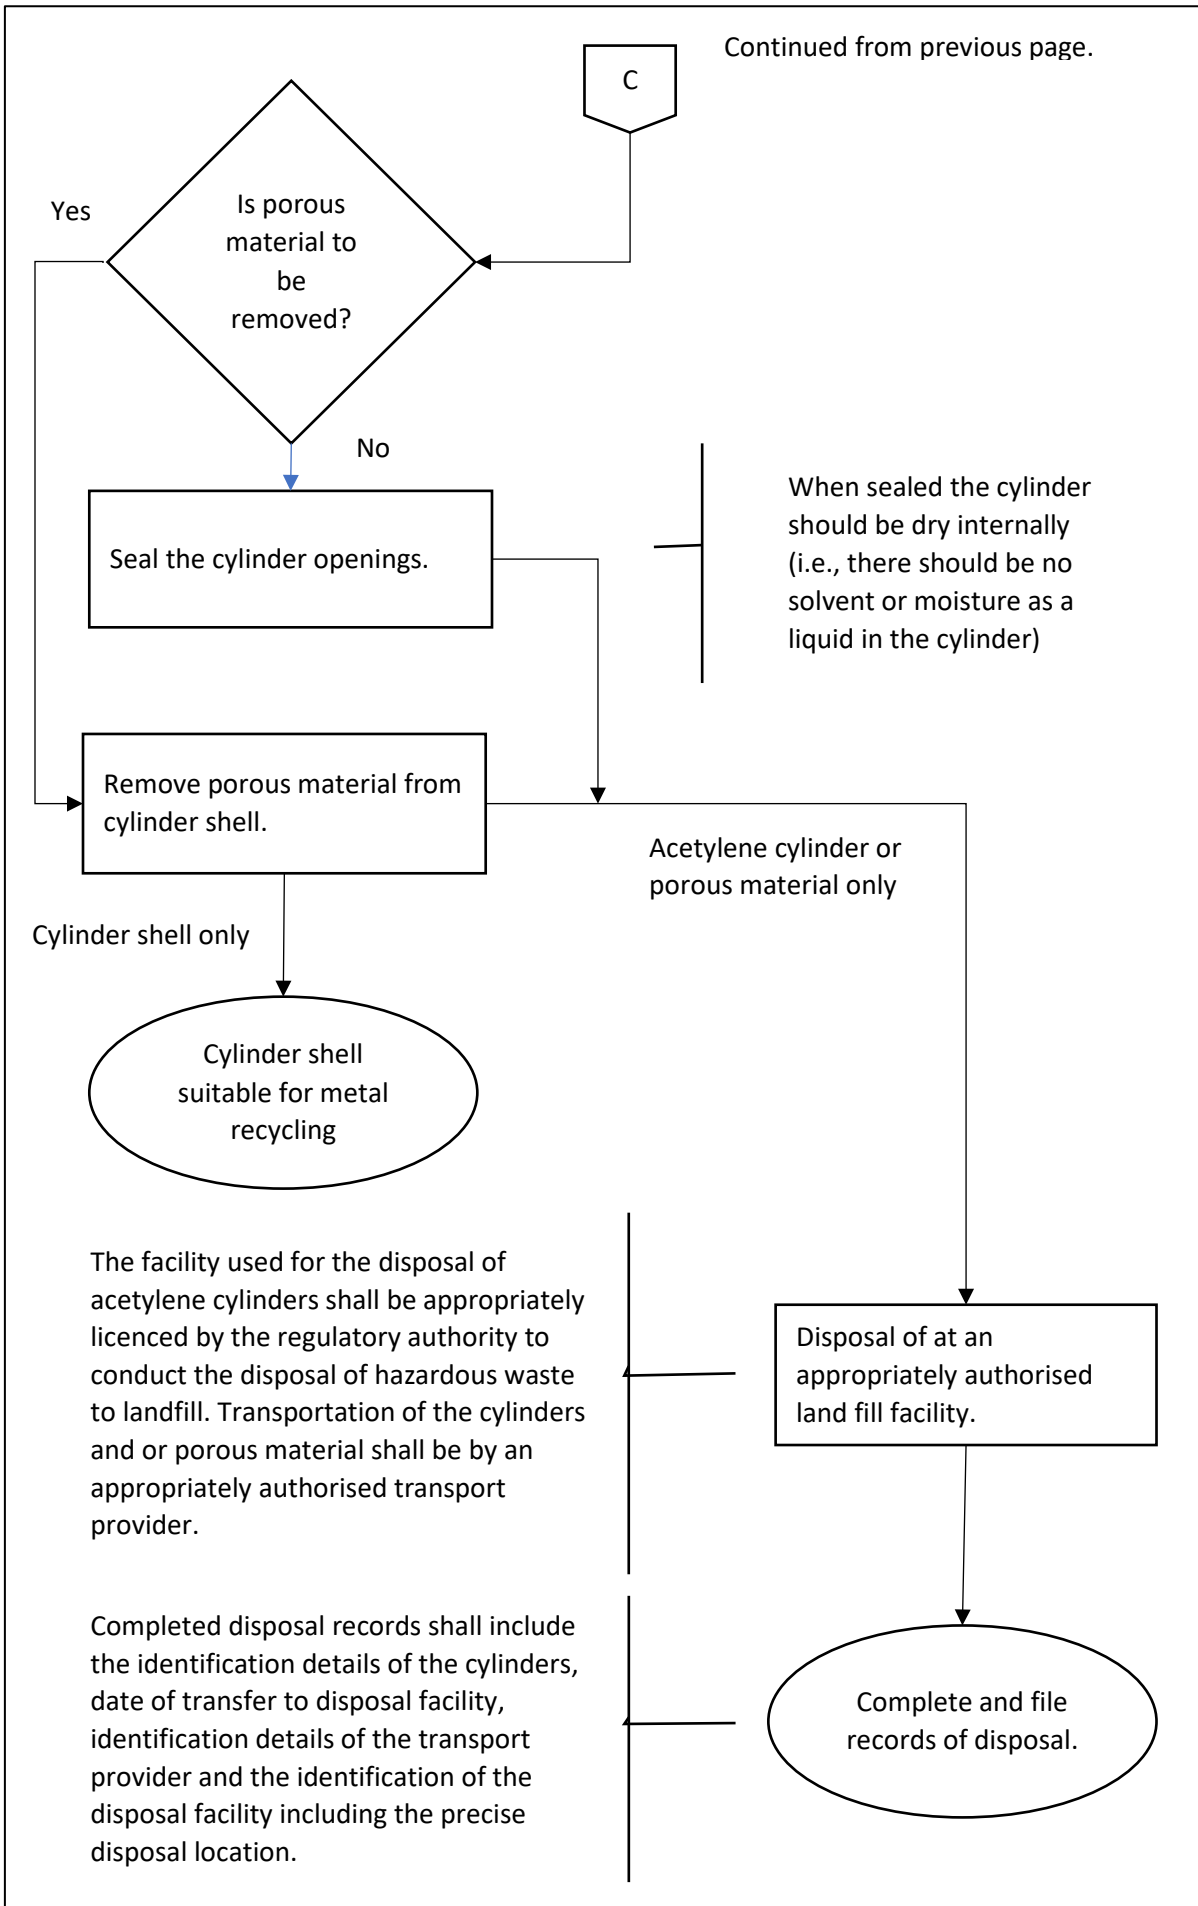 Continued from previous page.
C
Is porous
material to
be
removed?
Yes
No
Seal the cylinder openings.
When sealed the cylinder
should be dry internally
(i.e., there should be no
solvent or moisture as a
liquid in the cylinder)
Remove porous material from
cylinder shell.
Acetylene cylinder or
porous material only
Cylinder shell only
Cylinder shell
suitable for metal
recycling
The facility used for the disposal of
acetylene cylinders shall be appropriately
licenced by the regulatory authority to
conduct the disposal of hazardous waste
to landfill. Transportation of the cylinders
and or porous material shall be by an
appropriately authorised transport
provider.
Disposal of at an
appropriately authorised
land fill facility.
Completed disposal records shall include
the identification details of the cylinders,
date of transfer to disposal facility,
identification details of the transport
provider and the identification of the
disposal facility including the precise
disposal location.
Complete and file
records of disposal.